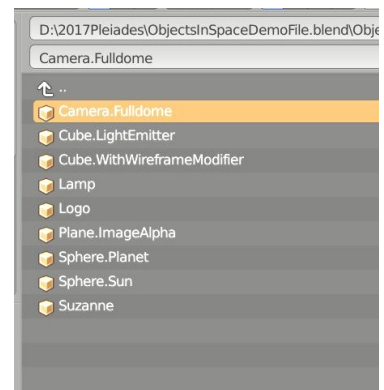 D:\2017Pleiades\ObjectsInSpaceDemoFile.blend\Obje
Camera.Fulldome
..
Camera.Fulldome
Cube.LightEmitter
Cube.WithWireframeModifier
Lamp
Logo
Plane.ImageAlpha
Sphere.Planet
Sphere.Sun
Suzanne